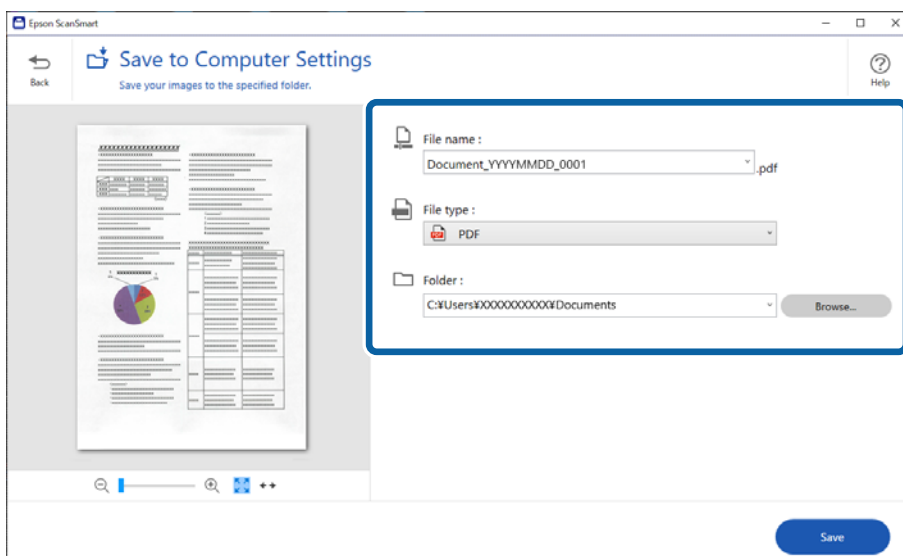 Epson ScanSmart
Back
Save to Computer Settings
Save your images to the specified folder.
Help
File name :
Document_YYYYMMDD_0001 .pdf
File type :
PDF
Folder :
C:¥Users¥XXXXXXXXXX¥Documents Browse...
Save